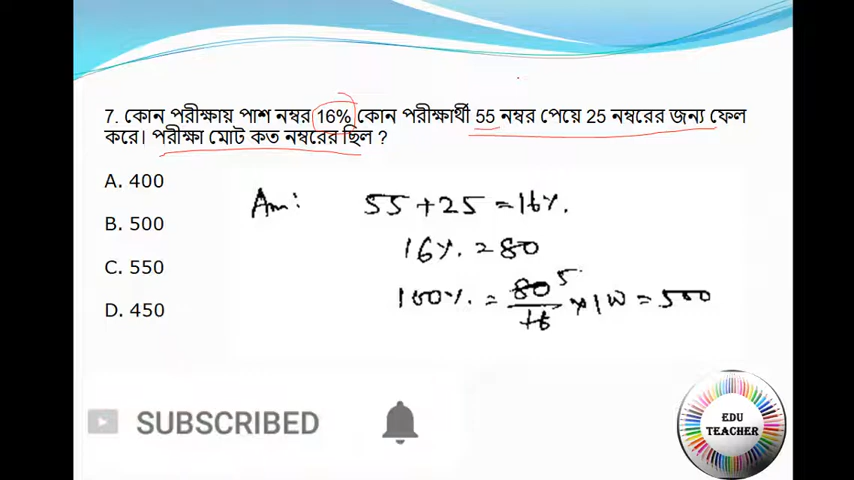 7. কোন পরীক্ষায় পাশ নম্বর 16% কোন পরীক্ষার্থী 55 নম্বর পেয়ে 25 নম্বরের জন্য ফেল
করে। পরীক্ষা মোট কত নম্বরের ছিল ?
A. 400
B. 500
C. 550
D. 450
Ans: 55 + 25 = 16%.
16%. = 80
100%. = 80/16 5 × 100 = 500
SUBSCRIBED
EDU
TEACHER